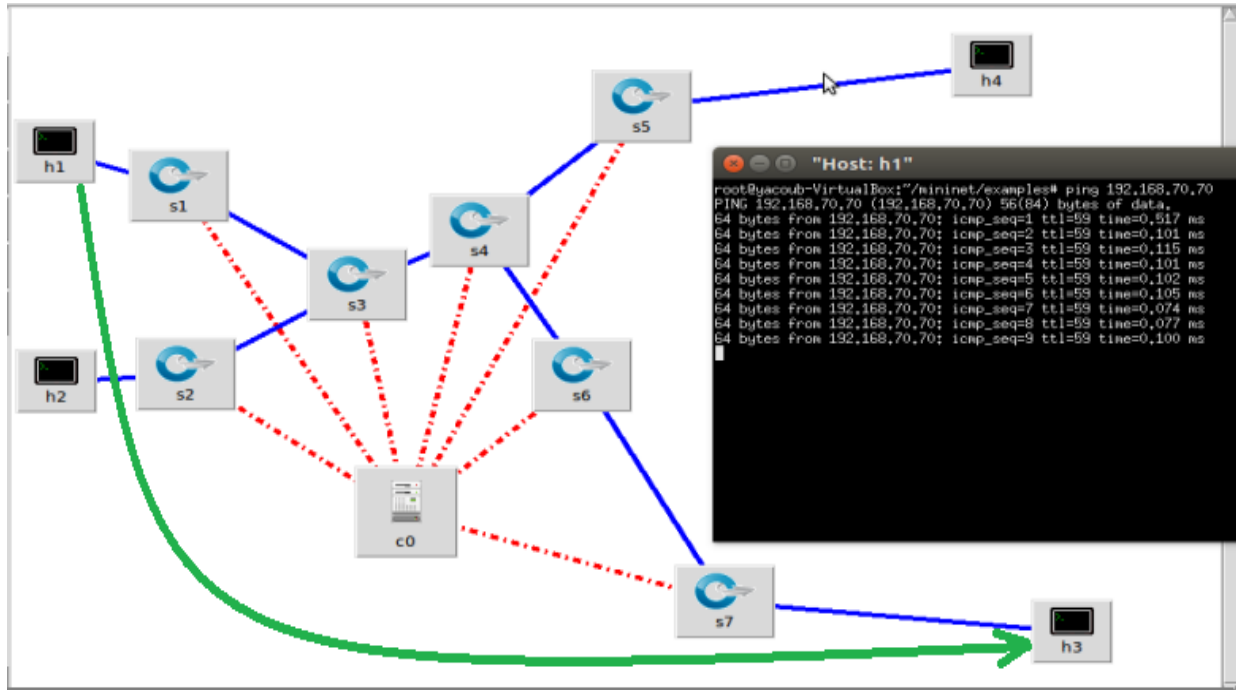 h4
s5
h1
s1
"Host: h1"
root@yacoub-VirtualBox:~/mininet/examples# ping 192.168.70.70
PING 192.168.70.70 (192.168.70.70) 56(84) bytes of data.
64 bytes from 192.168.70.70: icmp_seq=1 ttl=59 time=0.517 ms
64 bytes from 192.168.70.70: icmp_seq=2 ttl=59 time=0.101 ms
64 bytes from 192.168.70.70: icmp_seq=3 ttl=59 time=0.115 ms
64 bytes from 192.168.70.70: icmp_seq=4 ttl=59 time=0.101 ms
64 bytes from 192.168.70.70: icmp_seq=5 ttl=59 time=0.102 ms
64 bytes from 192.168.70.70: icmp_seq=6 ttl=59 time=0.105 ms
64 bytes from 192.168.70.70: icmp_seq=7 ttl=59 time=0.074 ms
64 bytes from 192.168.70.70: icmp_seq=8 ttl=59 time=0.077 ms
64 bytes from 192.168.70.70: icmp_seq=9 ttl=59 time=0.100 ms
s4
s3
h2
s2
s6
c0
s7
h3